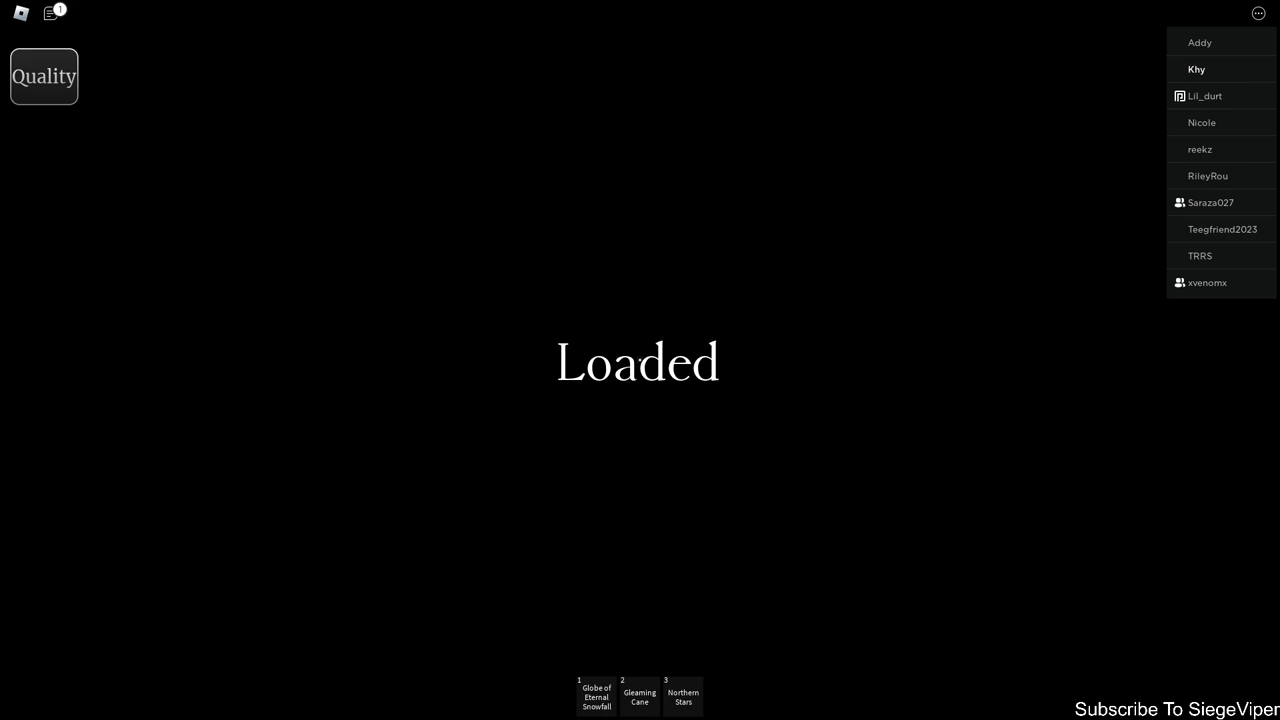 1
Quality
Addy
Khy
Lil_durt
Nicole
reekz
RileyRou
Saraza027
Teegfriend2023
TRRS
xvenomx
Loaded
1
Globe of
Eternal
Snowfall
2
Gleaming
Cane
3
Northern
Stars
Subscribe To SiegeViper